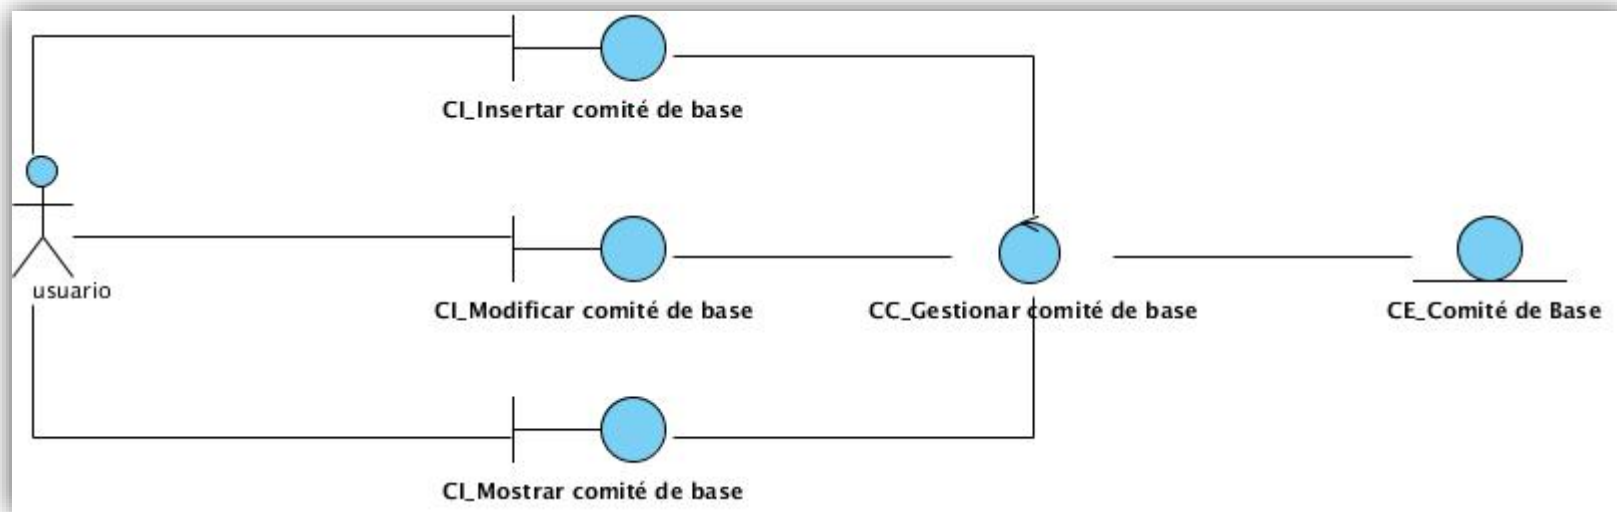 CI_Insertar comité de base
usuario
CI_Modificar comité de base
CC_Gestionar comité de base
CE_Comité de Base
CI_Mostrar comité de base